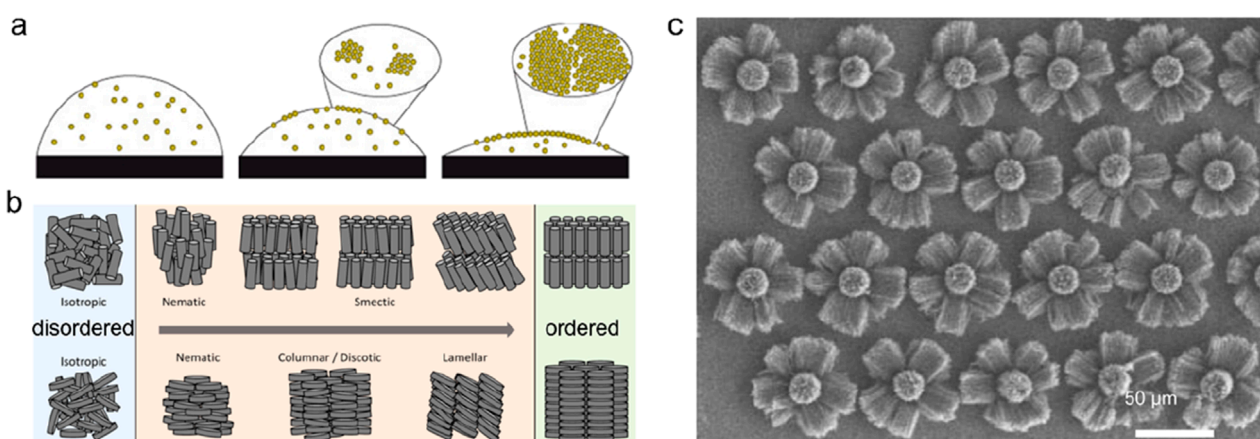 a
b
Isotropic
Nematic
Smectic
disordered
ordered
Isotropic
Nematic
Columnar / Discotic
Lamellar
c
50 µm